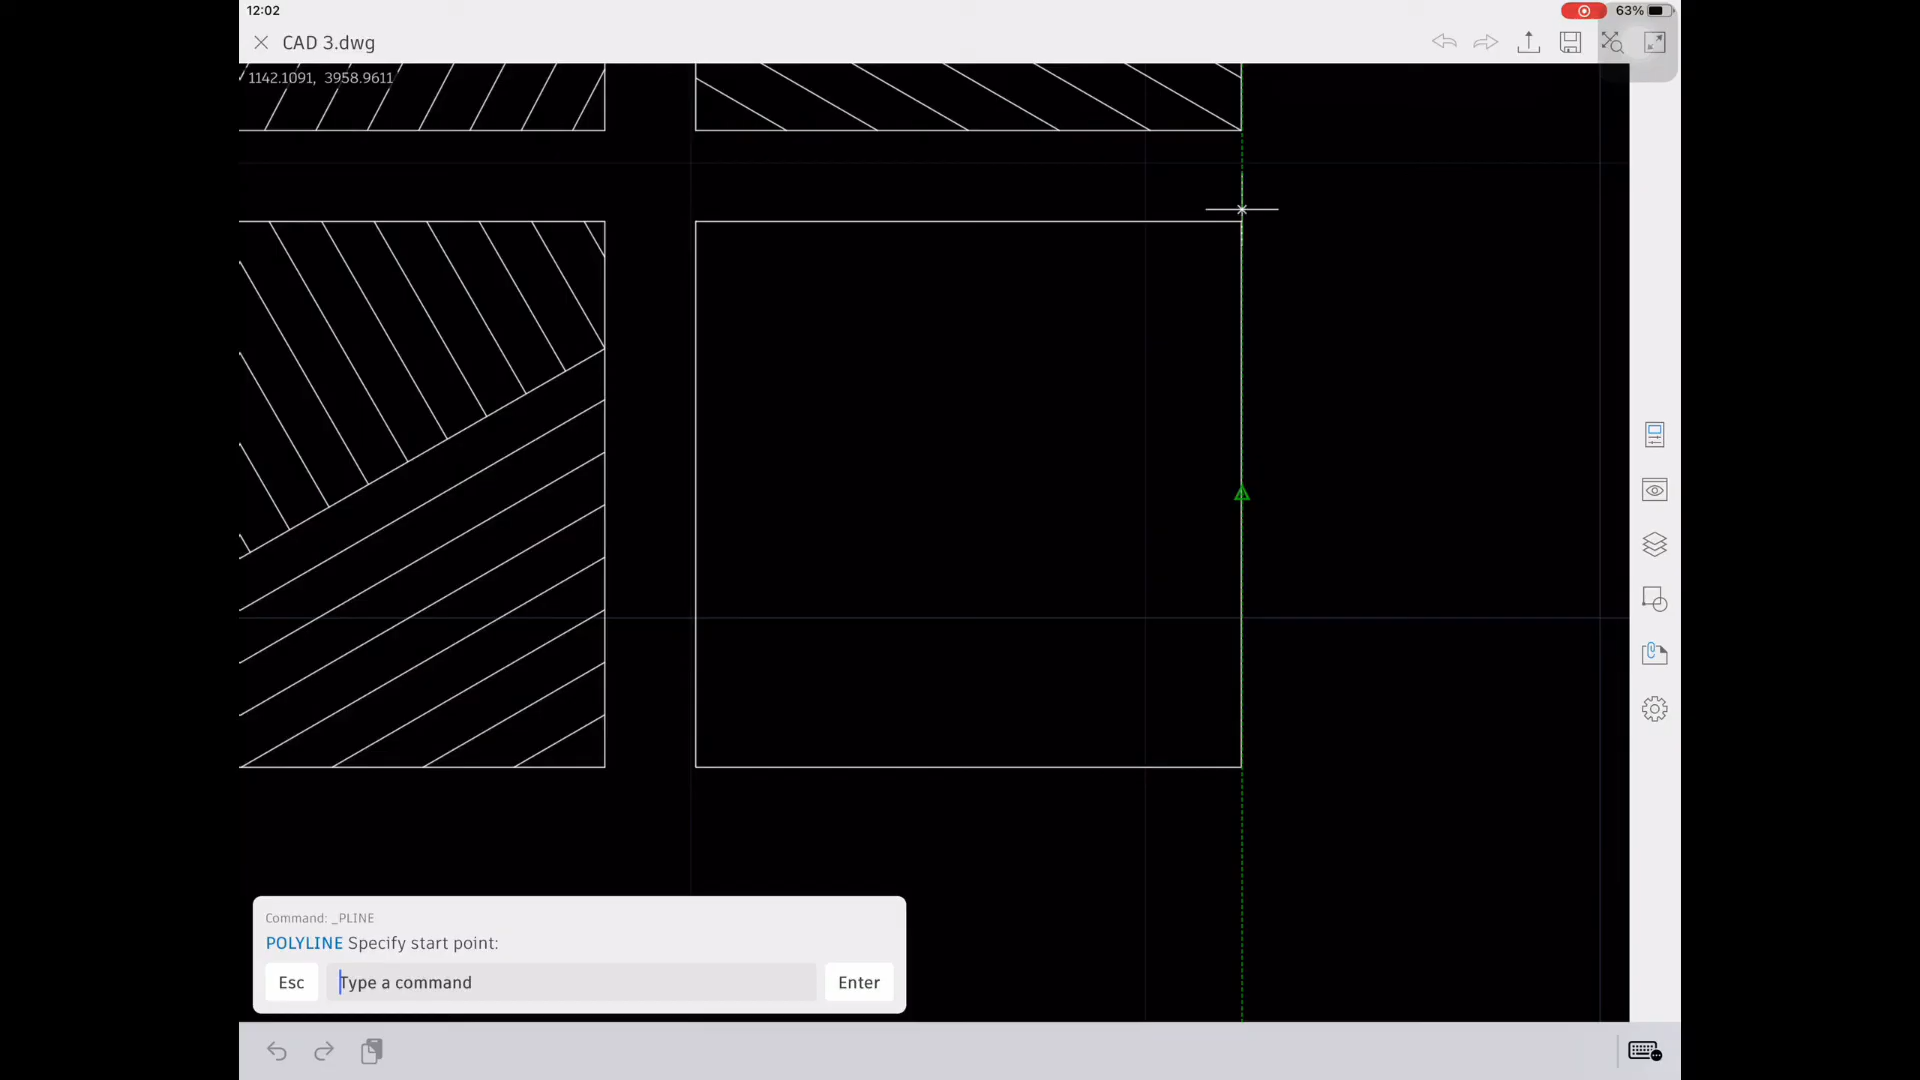 12:02
63%
CAD 3.dwg
1142.1091, 3958.9611
Command: _PLINE
POLYLINE Specify start point:
Esc
Type a command
Enter